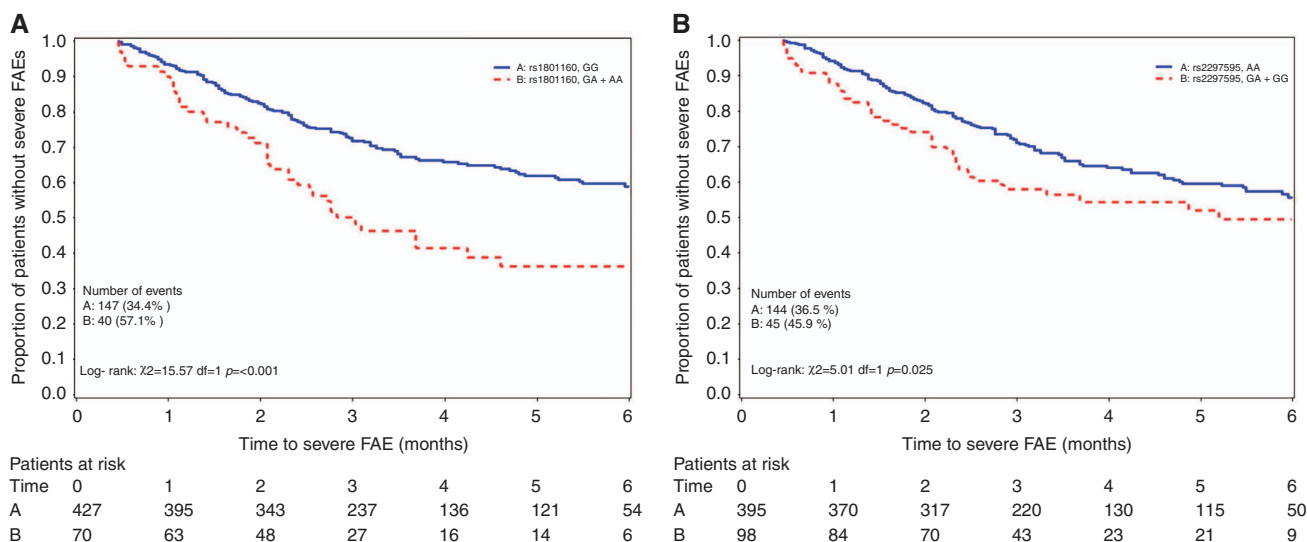 A
Proportion of patients without severe FAEs
1.0
0.9
0.8
0.7
0.6
0.5
0.4
0.3
0.2
0.1
0.0
A: rs1801160, GG
B: rs1801160, GA + AA
Number of events
A: 147 (34.4% )
B: 40 (57.1% )
Log- rank: χ2=15.57 df=1 p=<0.001
0 1 2 3 4 5 6
Time to severe FAE (months)
Patients at risk
Time 0 1 2 3 4 5 6
A 427 395 343 237 136 121 54
B 70 63 48 27 16 14 6
B
Proportion of patients without severe FAEs
1.0
0.9
0.8
0.7
0.6
0.5
0.4
0.3
0.2
0.1
0.0
A: rs2297595, AA
B: rs2297595, GA + GG
Number of events
A: 144 (36.5 %)
B: 45 (45.9 %)
Log-rank: χ2=5.01 df=1 p=0.025
0 1 2 3 4 5 6
Time to severe FAE (months)
Patients at risk
Time 0 1 2 3 4 5 6
A 395 370 317 220 130 115 50
B 98 84 70 43 23 21 9